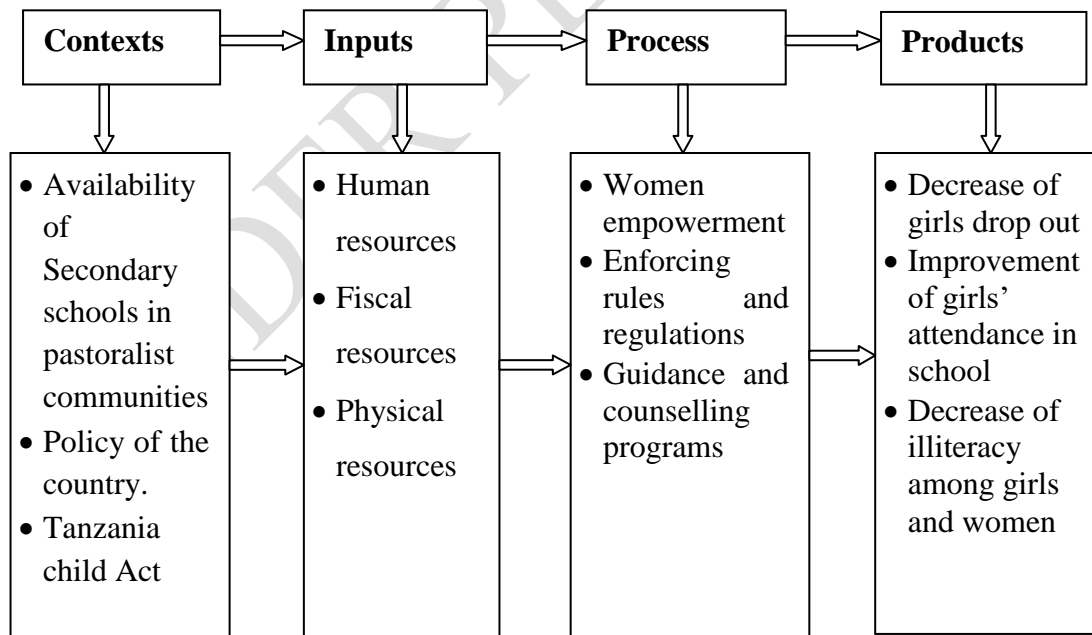 Contexts
Inputs
Process
Products
• Availability
of
Secondary
schools in
pastoralist
communities
• Policy of the
country.
• Tanzania
child Act
• Human
resources
• Fiscal
resources
• Physical
resources
• Women
empowerment
• Enforcing
rules and
regulations
• Guidance and
counselling
programs
• Decrease of
girls drop out
• Improvement
of girls’
attendance in
school
• Decrease of
illiteracy
among girls
and women